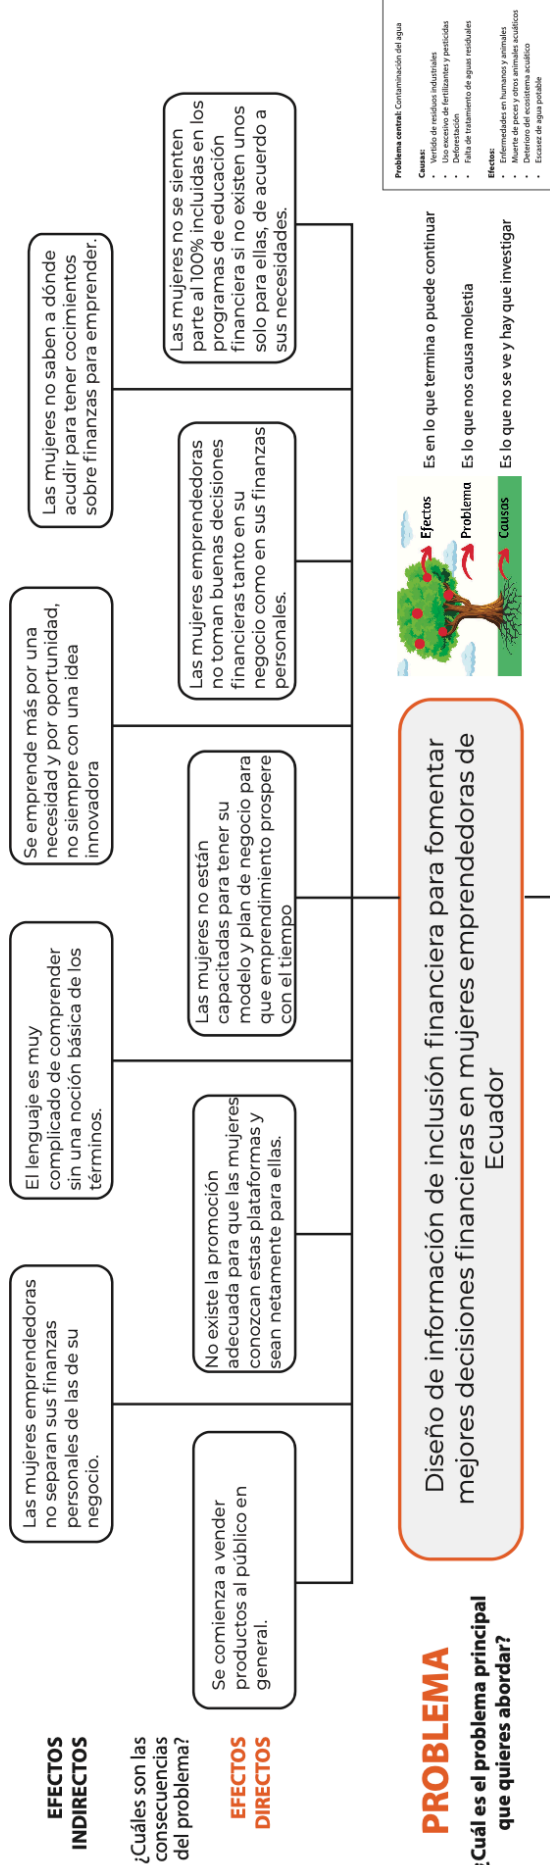 EFECTOS
INDIRECTOS
Las mujeres emprendedoras
no separan sus finanzas
personales de las de su
negocio.
El lenguaje es muy
complicado de comprender
sin una noción básica de los
términos.
Se emprende más por una
necesidad y por oportunidad,
no siempre con una idea
innovadora
Las mujeres no saben a dónde
acudir para tener cocimientos
sobre finanzas para emprender.
¿Cuáles son las
consecuencias
del problema?
EFECTOS
DIRECTOS
Se comienza a vender
productos al público en
general.
No existe la promoción
adecuada para que las mujeres
conozcan estas plataformas y
sean netamente para ellas.
Las mujeres no están
capacitadas para tener su
modelo y plan de negocio para
que emprendimiento prospere
con el tiempo
Las mujeres emprendedoras
no toman buenas decisiones
financieras tanto en su
negocio como en sus finanzas
personales.
Las mujeres no se sienten
parte al 100% incluidas en los
programas de educación
financiera si no existen unos
solo para ellas, de acuerdo a
sus necesidades.
PROBLEMA
¿Cuál es el problema principal
que quieres abordar?
Diseño de información de inclusión financiera para fomentar
mejores decisiones financieras en mujeres emprendedoras de
Ecuador
Efectos
Es en lo que termina o puede continuar
Problema
Es lo que nos causa molestia
Causas
Es lo que no se ve y hay que investigar
Problema central: Contaminación del agua
Causas:
• Vertido de residuos industriales
• Uso excesivo de fertilizantes y pesticidas
• Deforestación
• Falta de tratamiento de aguas residuales
Efectos:
• Enfermedades en humanos y animales
• Muerte de peces y otros animales acuáticos
• Deterioro del ecosistema acuático
• Escasez de agua potable